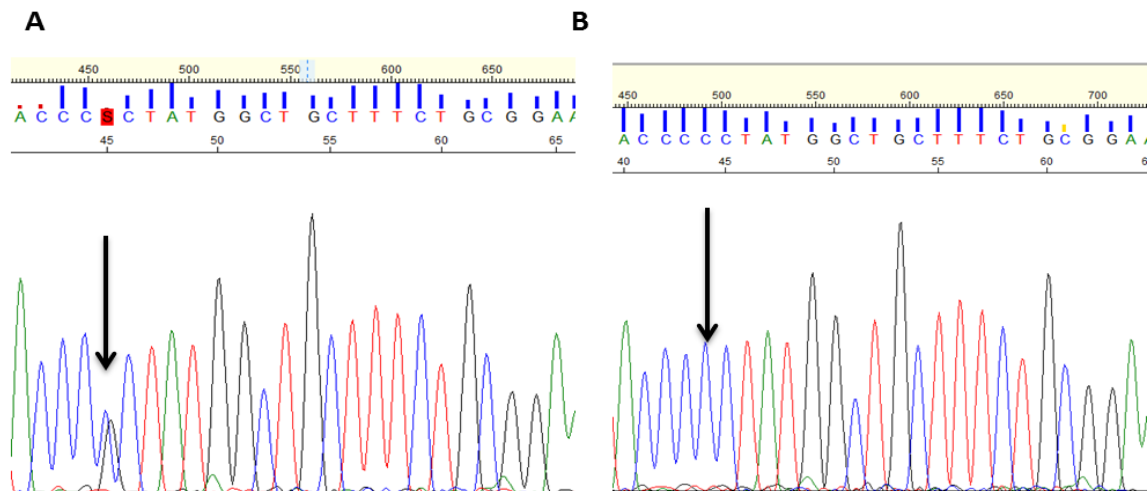 A
B
450 500 550 600 650
A C C C S C T A T G G C T G C T T T C T G C G G A A
45 50 55 60 65
450 500 550 600 650 700
A C C C C C T A T G G C T G C T T T C T G C G G A
40 45 50 55 60